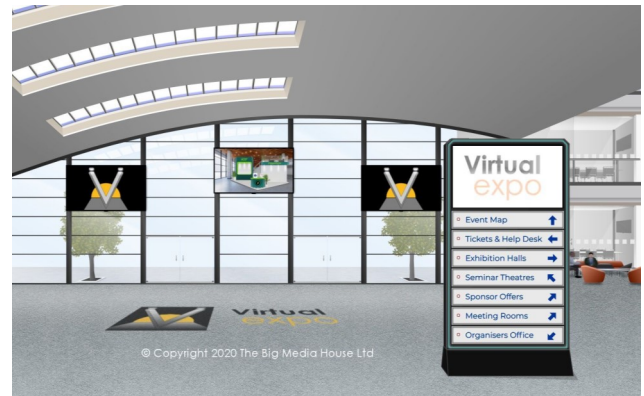 Virtual
expo
Event Map
Tickets & Help Desk
Exhibition Halls
Seminar Theatres
Sponsor Offers
Meeting Rooms
Organisers Office
Virtual
expo
© Copyright 2020 The Big Media House Ltd